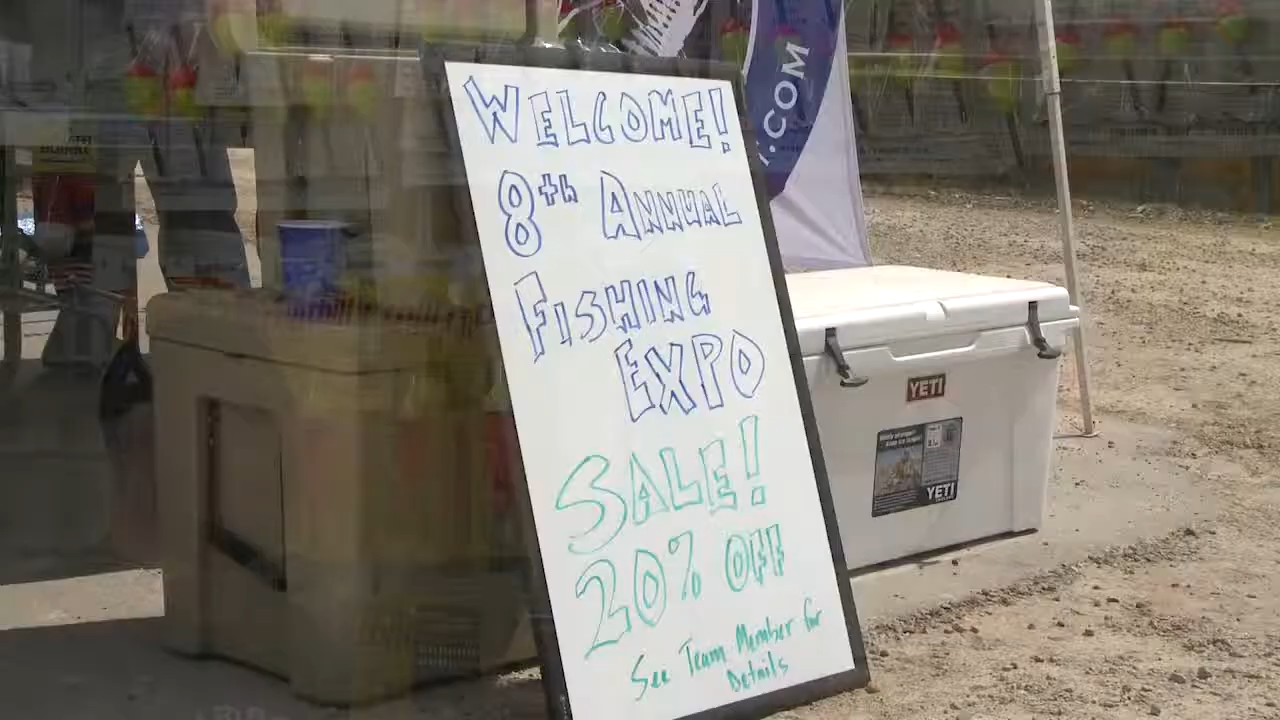 WELCOME!
8th ANNUAL
FISHING
EXPO
SALE!
20% OFF
See Team Member for
Details
.COM
YETI
YETI